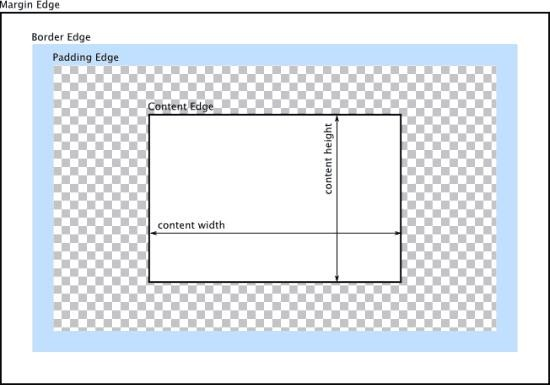 Margin Edge
Border Edge
Padding Edge
Content Edge
content height
content width